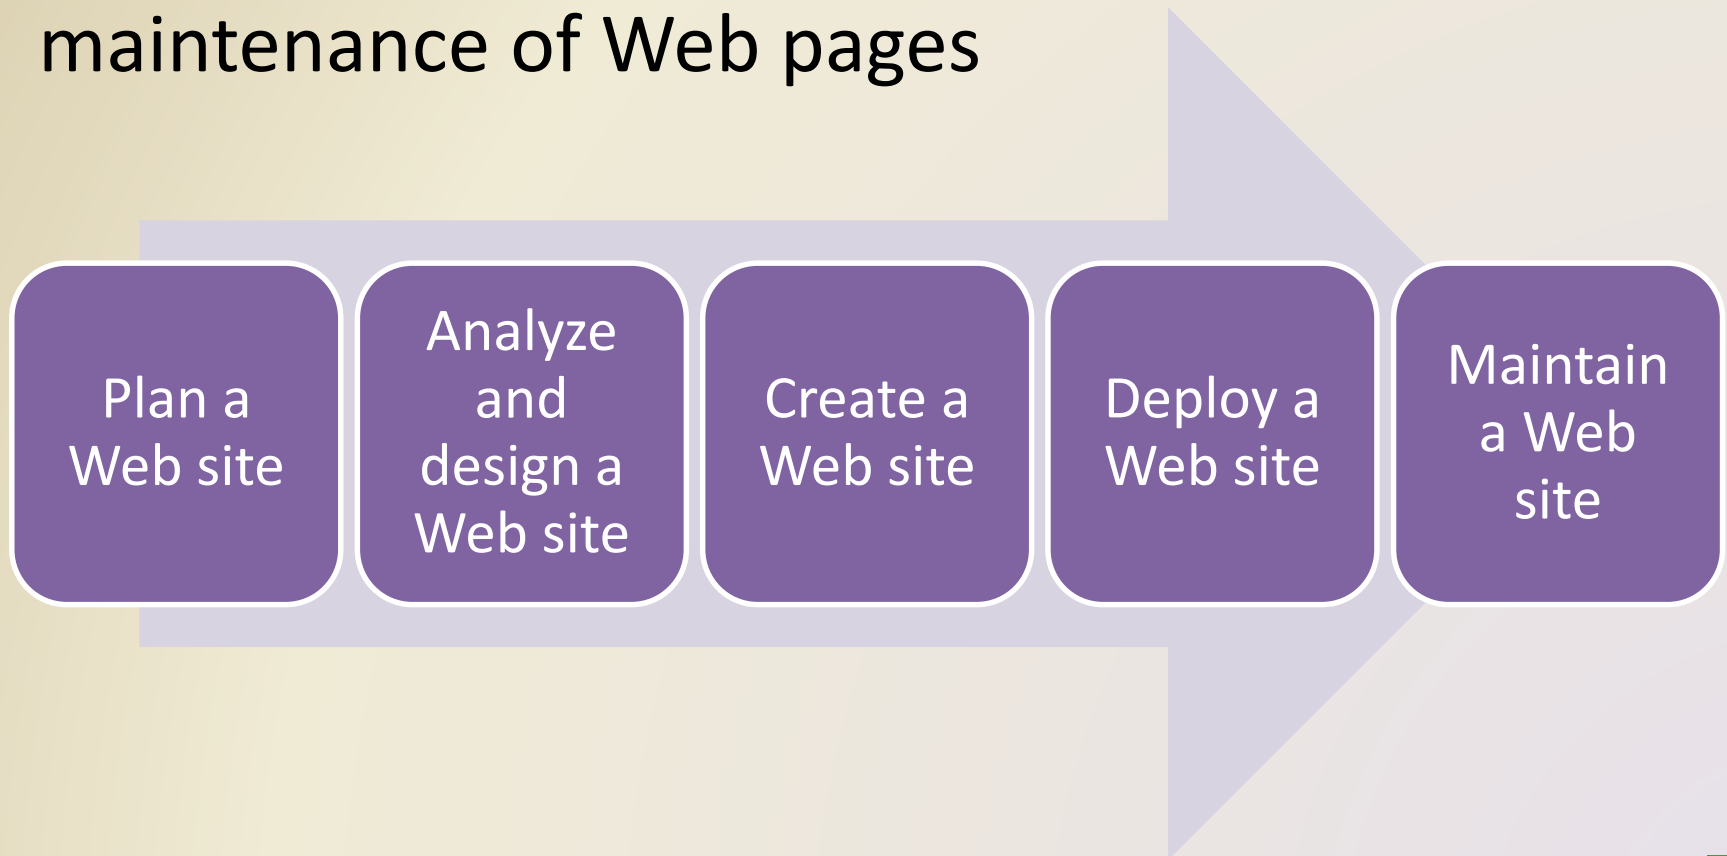 maintenance of Web pages
Plan a
Web site
Analyze
and
design a
Web site
Create a
Web site
Deploy a
Web site
Maintain
a Web
site